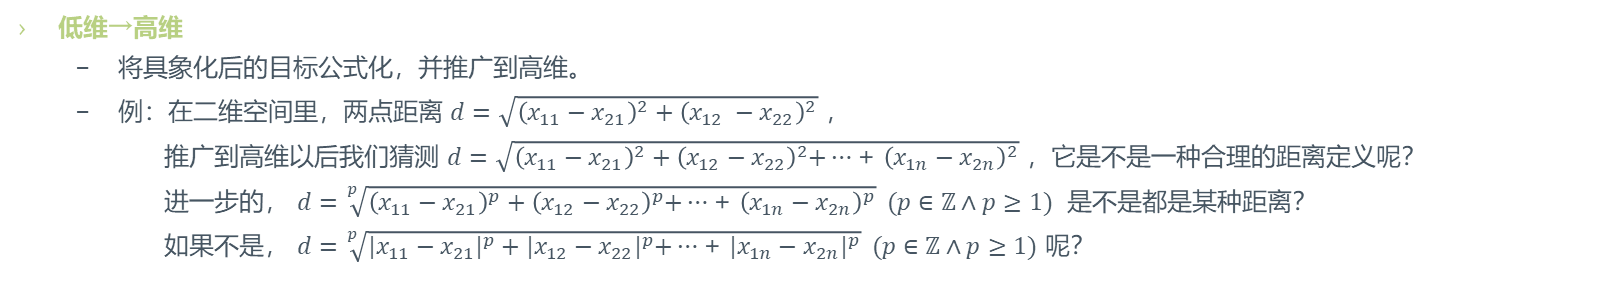 › 低维→高维
– 将具象化后的目标公式化，并推广到高维。
– 例：在二维空间里，两点距离 d = √((x₁₁ − x₂₁)² + (x₁₂ − x₂₂)²) ，
推广到高维以后我们猜测 d = √((x₁₁ − x₂₁)² + (x₁₂ − x₂₂)²+ ⋯ + (x₁ₙ − x₂ₙ)²) ，它是不是一种合理的距离定义呢？
进一步的， d = ᵖ√((x₁₁ − x₂₁)ᵖ + (x₁₂ − x₂₂)ᵖ+ ⋯ + (x₁ₙ − x₂ₙ)ᵖ) (p ∈ ℤ ∧ p ≥ 1) 是不是都是某种距离？
如果不是， d = ᵖ√(|x₁₁ − x₂₁|ᵖ + |x₁₂ − x₂₂|ᵖ+ ⋯ + |x₁ₙ − x₂ₙ|ᵖ) (p ∈ ℤ ∧ p ≥ 1) 呢？